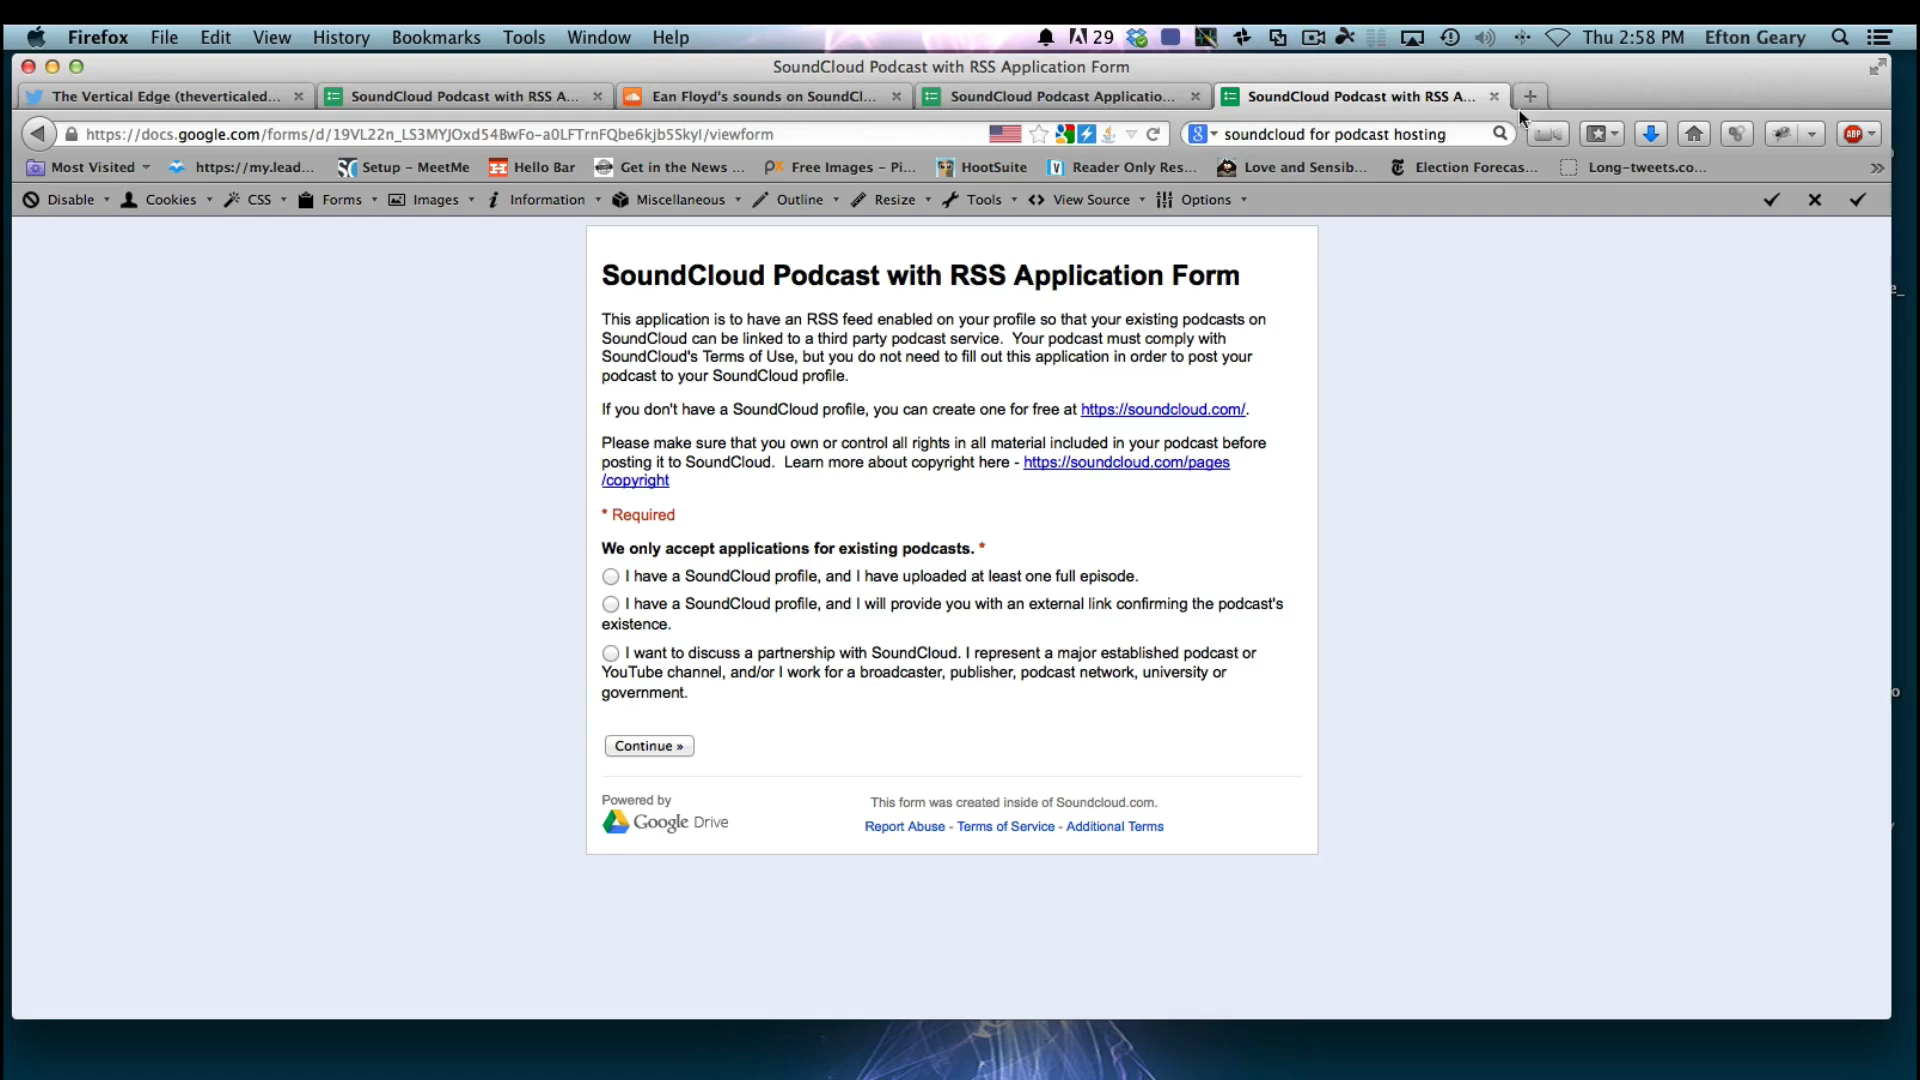 Firefox File Edit View History Bookmarks Tools Window Help 29 Thu 2:58 PM Efton Geary
SoundCloud Podcast with RSS Application Form
The Vertical Edge (theverticaled... SoundCloud Podcast with RSS A... Ean Floyd's sounds on SoundCl... SoundCloud Podcast Applicatio... SoundCloud Podcast with RSS A...
https://docs.google.com/forms/d/19VL22n_LS3MYJOxd54BwFo-a0LFTrnFQbe6kjb5SkyI/viewform soundcloud for podcast hosting ABP
Most Visited https://my.lead... Setup - MeetMe Hello Bar Get in the News ... Free Images - Pi... HootSuite Reader Only Res... Love and Sensib... Election Forecas... Long-tweets.co...
Disable Cookies CSS Forms Images Information Miscellaneous Outline Resize Tools View Source Options
SoundCloud Podcast with RSS Application Form
This application is to have an RSS feed enabled on your profile so that your existing podcasts on
SoundCloud can be linked to a third party podcast service. Your podcast must comply with
SoundCloud's Terms of Use, but you do not need to fill out this application in order to post your
podcast to your SoundCloud profile.
If you don't have a SoundCloud profile, you can create one for free at https://soundcloud.com/.
Please make sure that you own or control all rights in all material included in your podcast before
posting it to SoundCloud. Learn more about copyright here - https://soundcloud.com/pages
/copyright
* Required
We only accept applications for existing podcasts. *
I have a SoundCloud profile, and I have uploaded at least one full episode.
I have a SoundCloud profile, and I will provide you with an external link confirming the podcast's
existence.
I want to discuss a partnership with SoundCloud. I represent a major established podcast or
YouTube channel, and/or I work for a broadcaster, publisher, podcast network, university or
government.
Continue »
Powered by
Google Drive
This form was created inside of Soundcloud.com.
Report Abuse - Terms of Service - Additional Terms